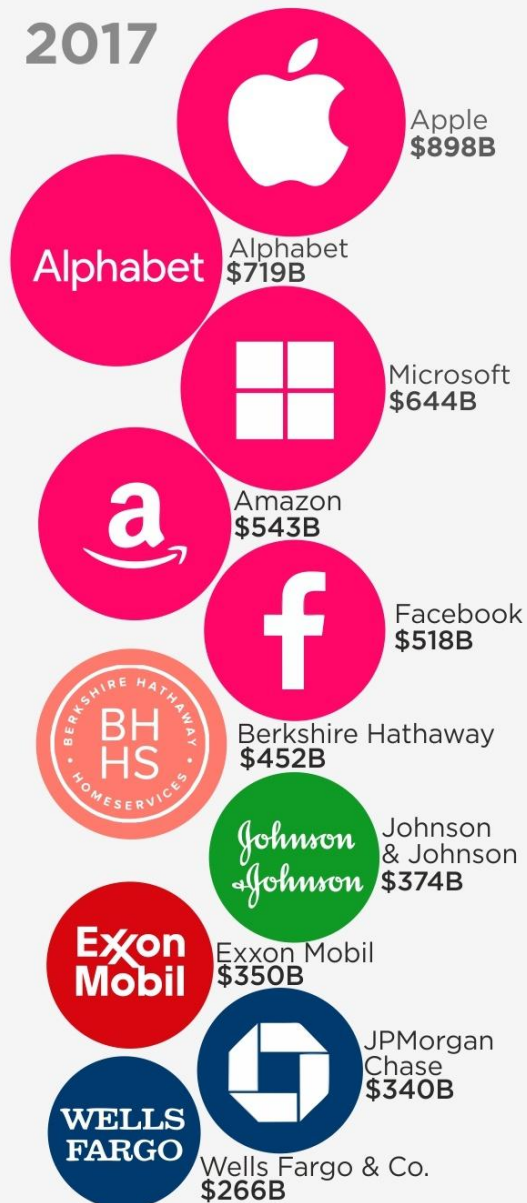 2017
Apple
$898B
Alphabet
Alphabet
$719B
Microsoft
$644B
a
Amazon
$543B
f
Facebook
$518B
BERKSHIRE HATHAWAY
BH
HS
HOMESERVICES
Berkshire Hathaway
$452B
Johnson
&Johnson
Johnson
& Johnson
$374B
Exxon
Mobil
Exxon Mobil
$350B
JPMorgan
Chase
$340B
WELLS
FARGO
Wells Fargo & Co.
$266B